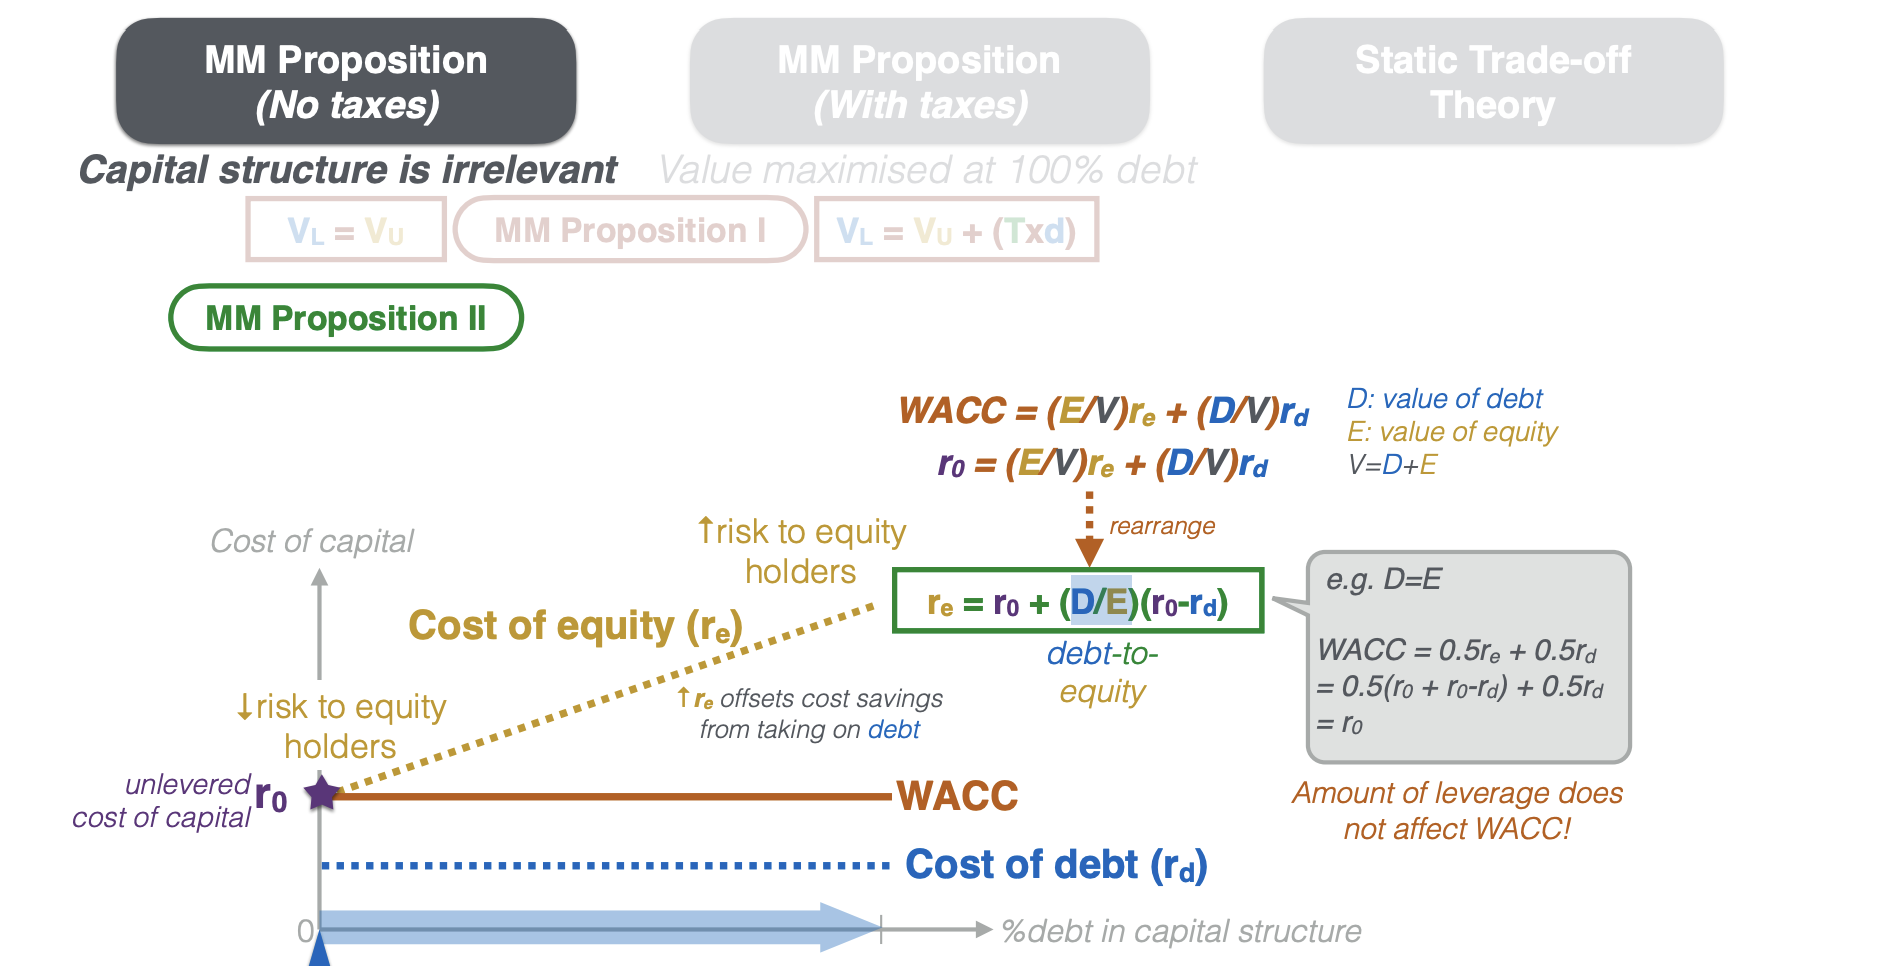 MM Proposition
(No taxes)
MM Proposition
(With taxes)
Static Trade-off
Theory
Capital structure is irrelevant
Value maximised at 100% debt
VL = VU
MM Proposition I
VL = VU + (Txd)
MM Proposition II
WACC = (E/V)re + (D/V)rd
r0 = (E/V)re + (D/V)rd
D: value of debt
E: value of equity
V=D+E
rearrange
Cost of capital
↑risk to equity
holders
re = r0 + (D/E)(r0-rd)
debt-to-
equity
e.g. D=E
WACC = 0.5re + 0.5rd
= 0.5(r0 + r0-rd) + 0.5rd
= r0
Cost of equity (re)
↑re offsets cost savings
from taking on debt
↓risk to equity
holders
unlevered
cost of capital
r0
WACC
Amount of leverage does
not affect WACC!
Cost of debt (rd)
0
%debt in capital structure